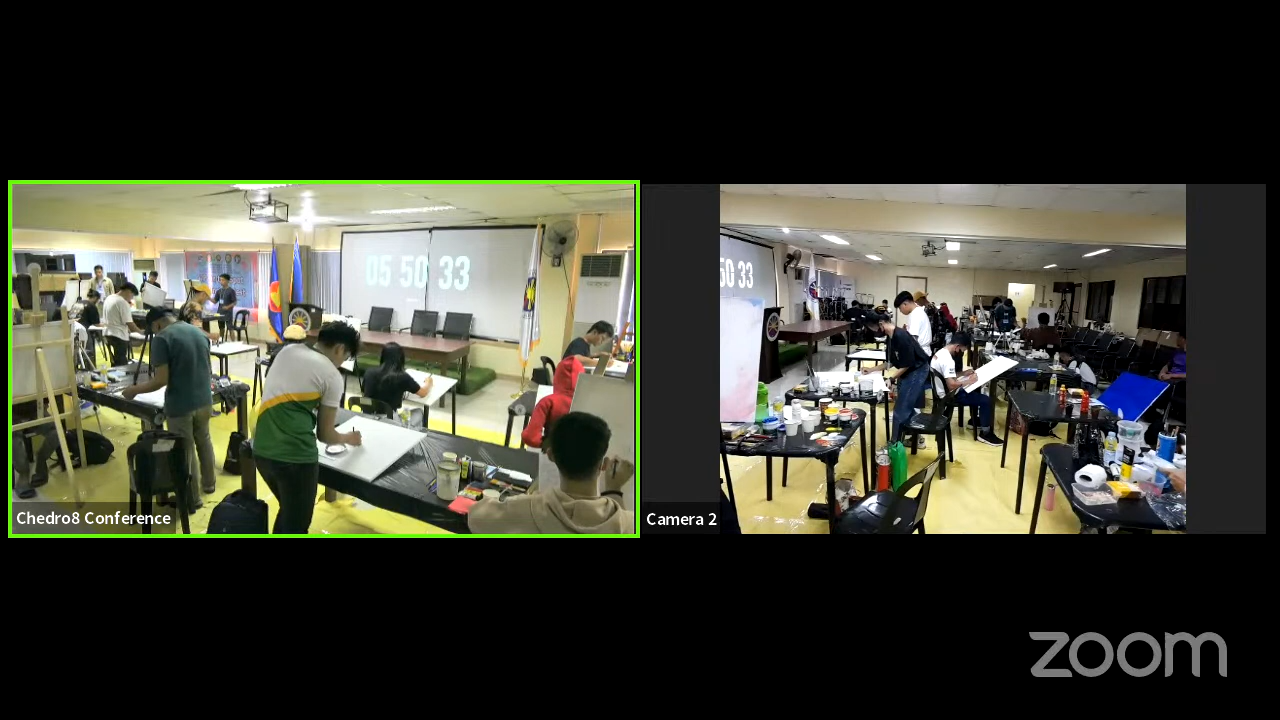 05 50 33
50 33
Chedro8 Conference
Camera 2
zoom